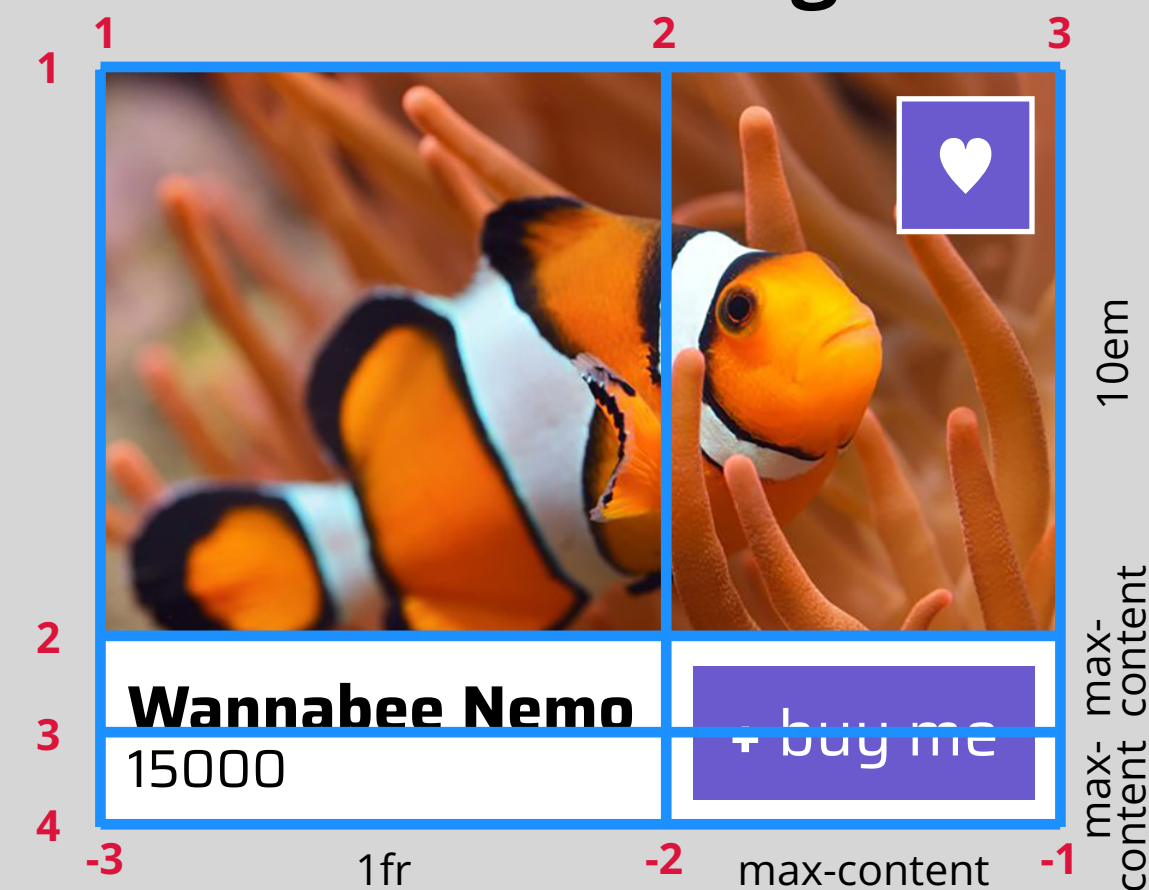 1 2 3
1
10em
2
Wannabee Nemo
max-
content
3
+ buy me
15000
max-
content
4
-3 -2 -1
1fr max-content